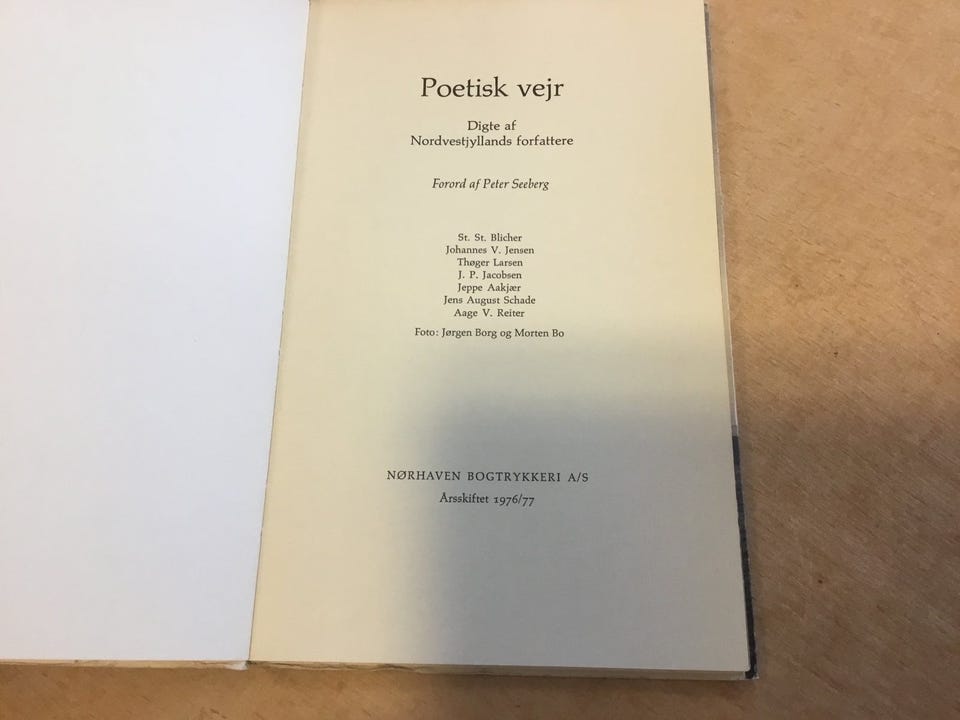 Poetisk vejr
Digte af
Nordvestjyllands forfattere
Forord af Peter Seeberg
St. St. Blicher
Johannes V. Jensen
Thøger Larsen
J. P. Jacobsen
Jeppe Aakjær
Jens August Schade
Aage V. Reiter
Foto: Jørgen Borg og Morten Bo
NØRHAVEN BOGTRYKKERI A/S
Årsskiftet 1976/77